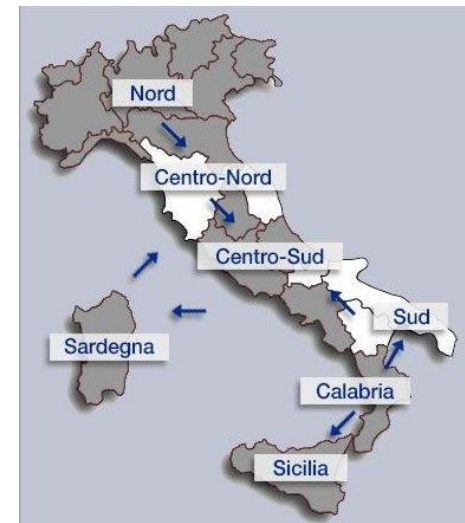 Nord
Centro-Nord
Centro-Sud
Sud
Sardegna
Calabria
Sicilia